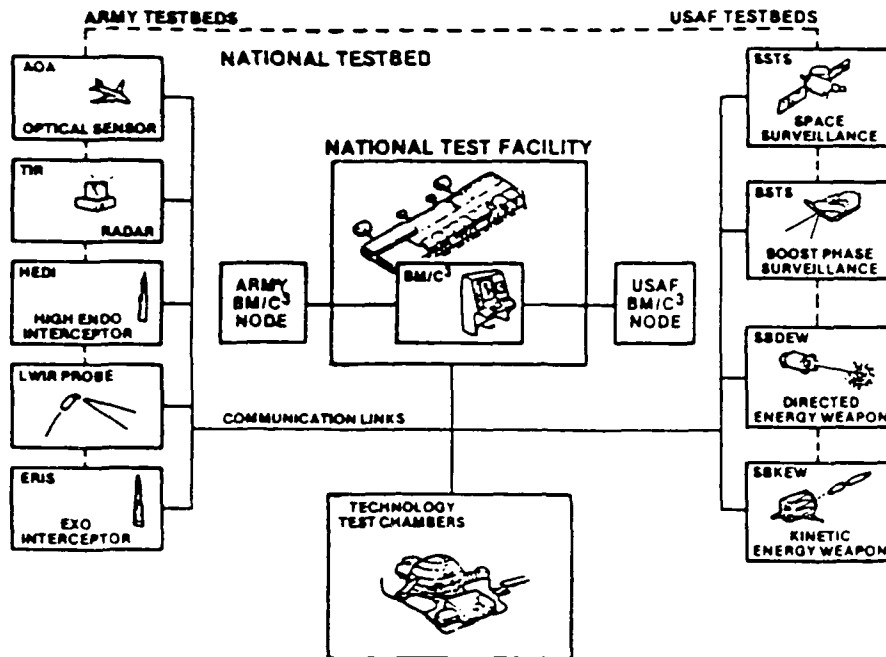 ARMY TESTBEDS
USAF TESTBEDS
NATIONAL TESTBED
AOA
OPTICAL SENSOR
TIR
RADAR
HEDI
HIGH ENDO
INTERCEPTOR
LWIR PROBE
ERIS
EXO
INTERCEPTOR
NATIONAL TEST FACILITY
BM/C³
ARMY
BM/C³
NODE
USAF
BM/C³
NODE
COMMUNICATION LINKS
TECHNOLOGY
TEST CHAMBERS
SSTS
SPACE
SURVEILLANCE
BSTS
BOOST PHASE
SURVEILLANCE
SBDEW
DIRECTED
ENERGY WEAPON
SBKEW
KINETIC
ENERGY WEAPON